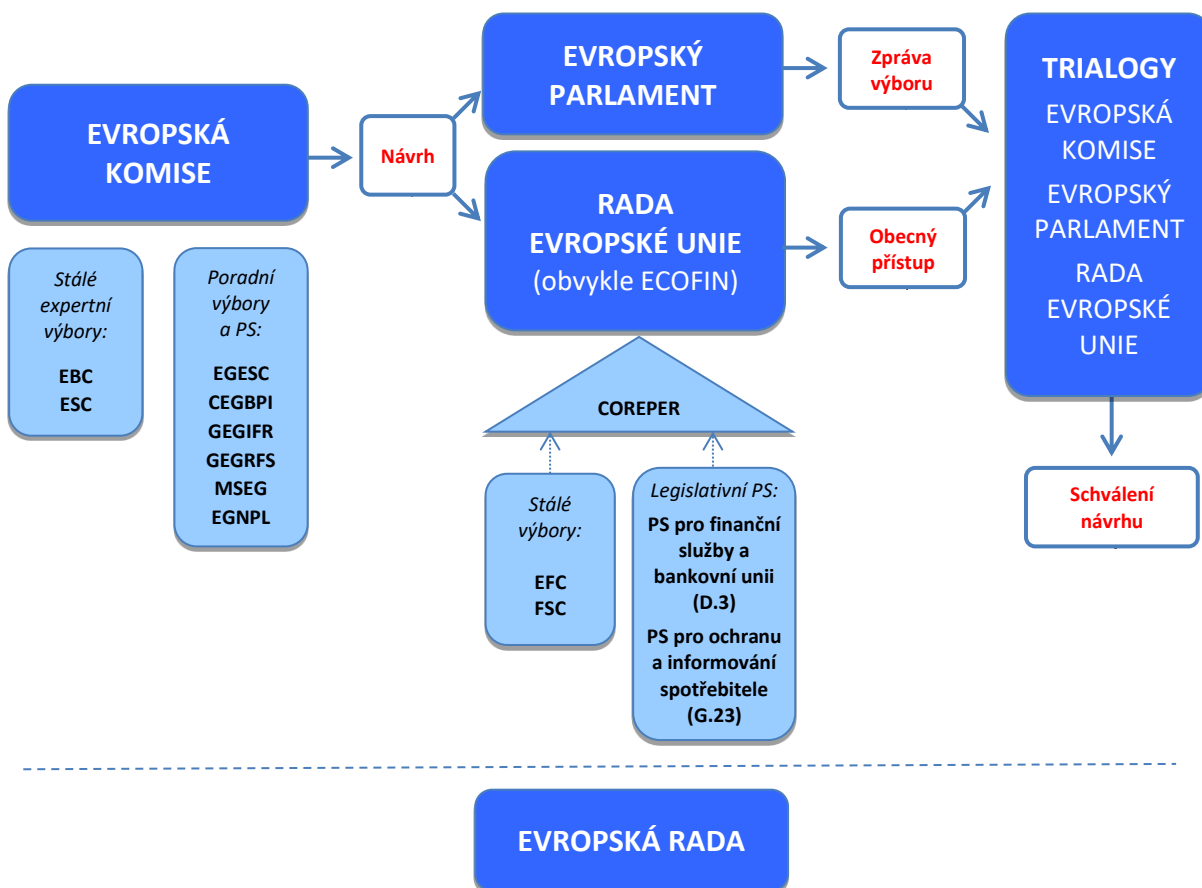 EVROPSKÁ
KOMISE
Návrh
EVROPSKÝ
PARLAMENT
RADA
EVROPSKÉ UNIE
(obvykle ECOFIN)
Zpráva
výboru
Obecný
přístup
TRIALOGY
EVROPSKÁ
KOMISE
EVROPSKÝ
PARLAMENT
RADA
EVROPSKÉ
UNIE
Schválení
návrhu
Stálé
expertní
výbory:
EBC
ESC
Poradní
výbory
a PS:
EGESC
CEGBPI
GEGIFR
GEGRFS
MSEG
EGNPL
COREPER
Stálé
výbory:
EFC
FSC
Legislativní PS:
PS pro finanční
služby a
bankovní unii
(D.3)
PS pro ochranu
a informování
spotřebitele
(G.23)
EVROPSKÁ RADA